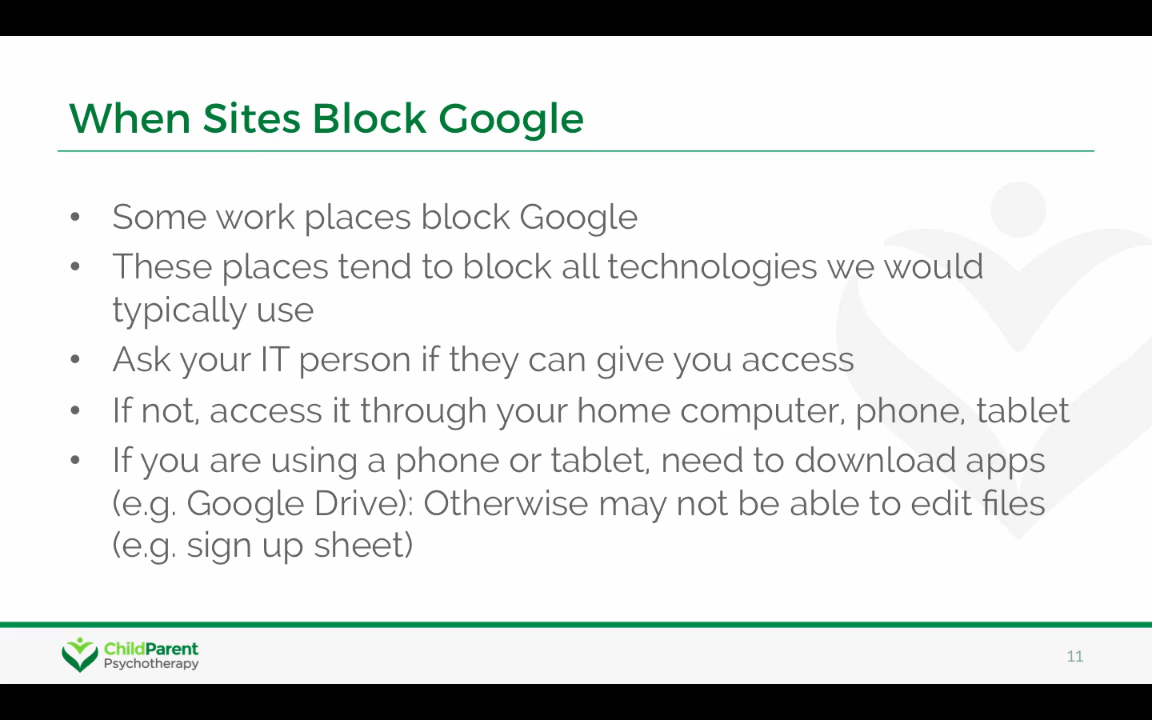 When Sites Block Google
• Some work places block Google
• These places tend to block all technologies we would
typically use
• Ask your IT person if they can give you access
• If not, access it through your home computer, phone, tablet
• If you are using a phone or tablet, need to download apps
(e.g. Google Drive): Otherwise may not be able to edit files
(e.g. sign up sheet)
ChildParent
Psychotherapy
11